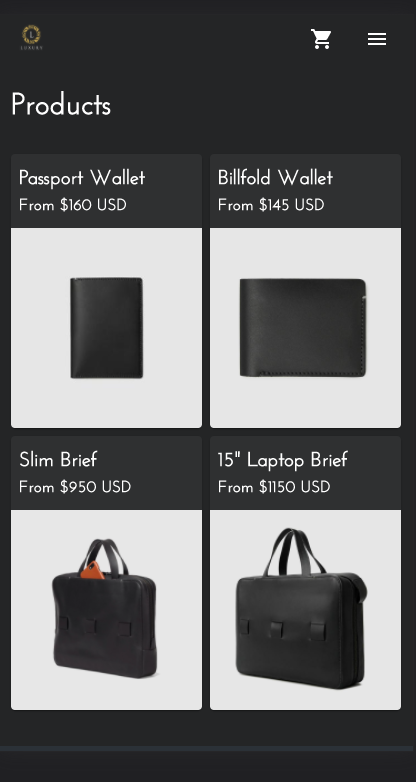 L
LUXURY
Products
Passport Wallet
From $160 USD
Billfold Wallet
From $145 USD
Slim Brief
From $950 USD
15" Laptop Brief
From $1150 USD